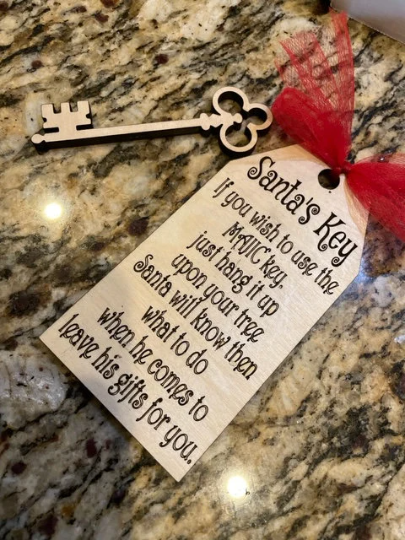 Santa's Key
If you wish to use the
MAJIC key,
just hang it up
upon your tree
Santa will know then
what to do
when he comes to
leave his gifts for you.